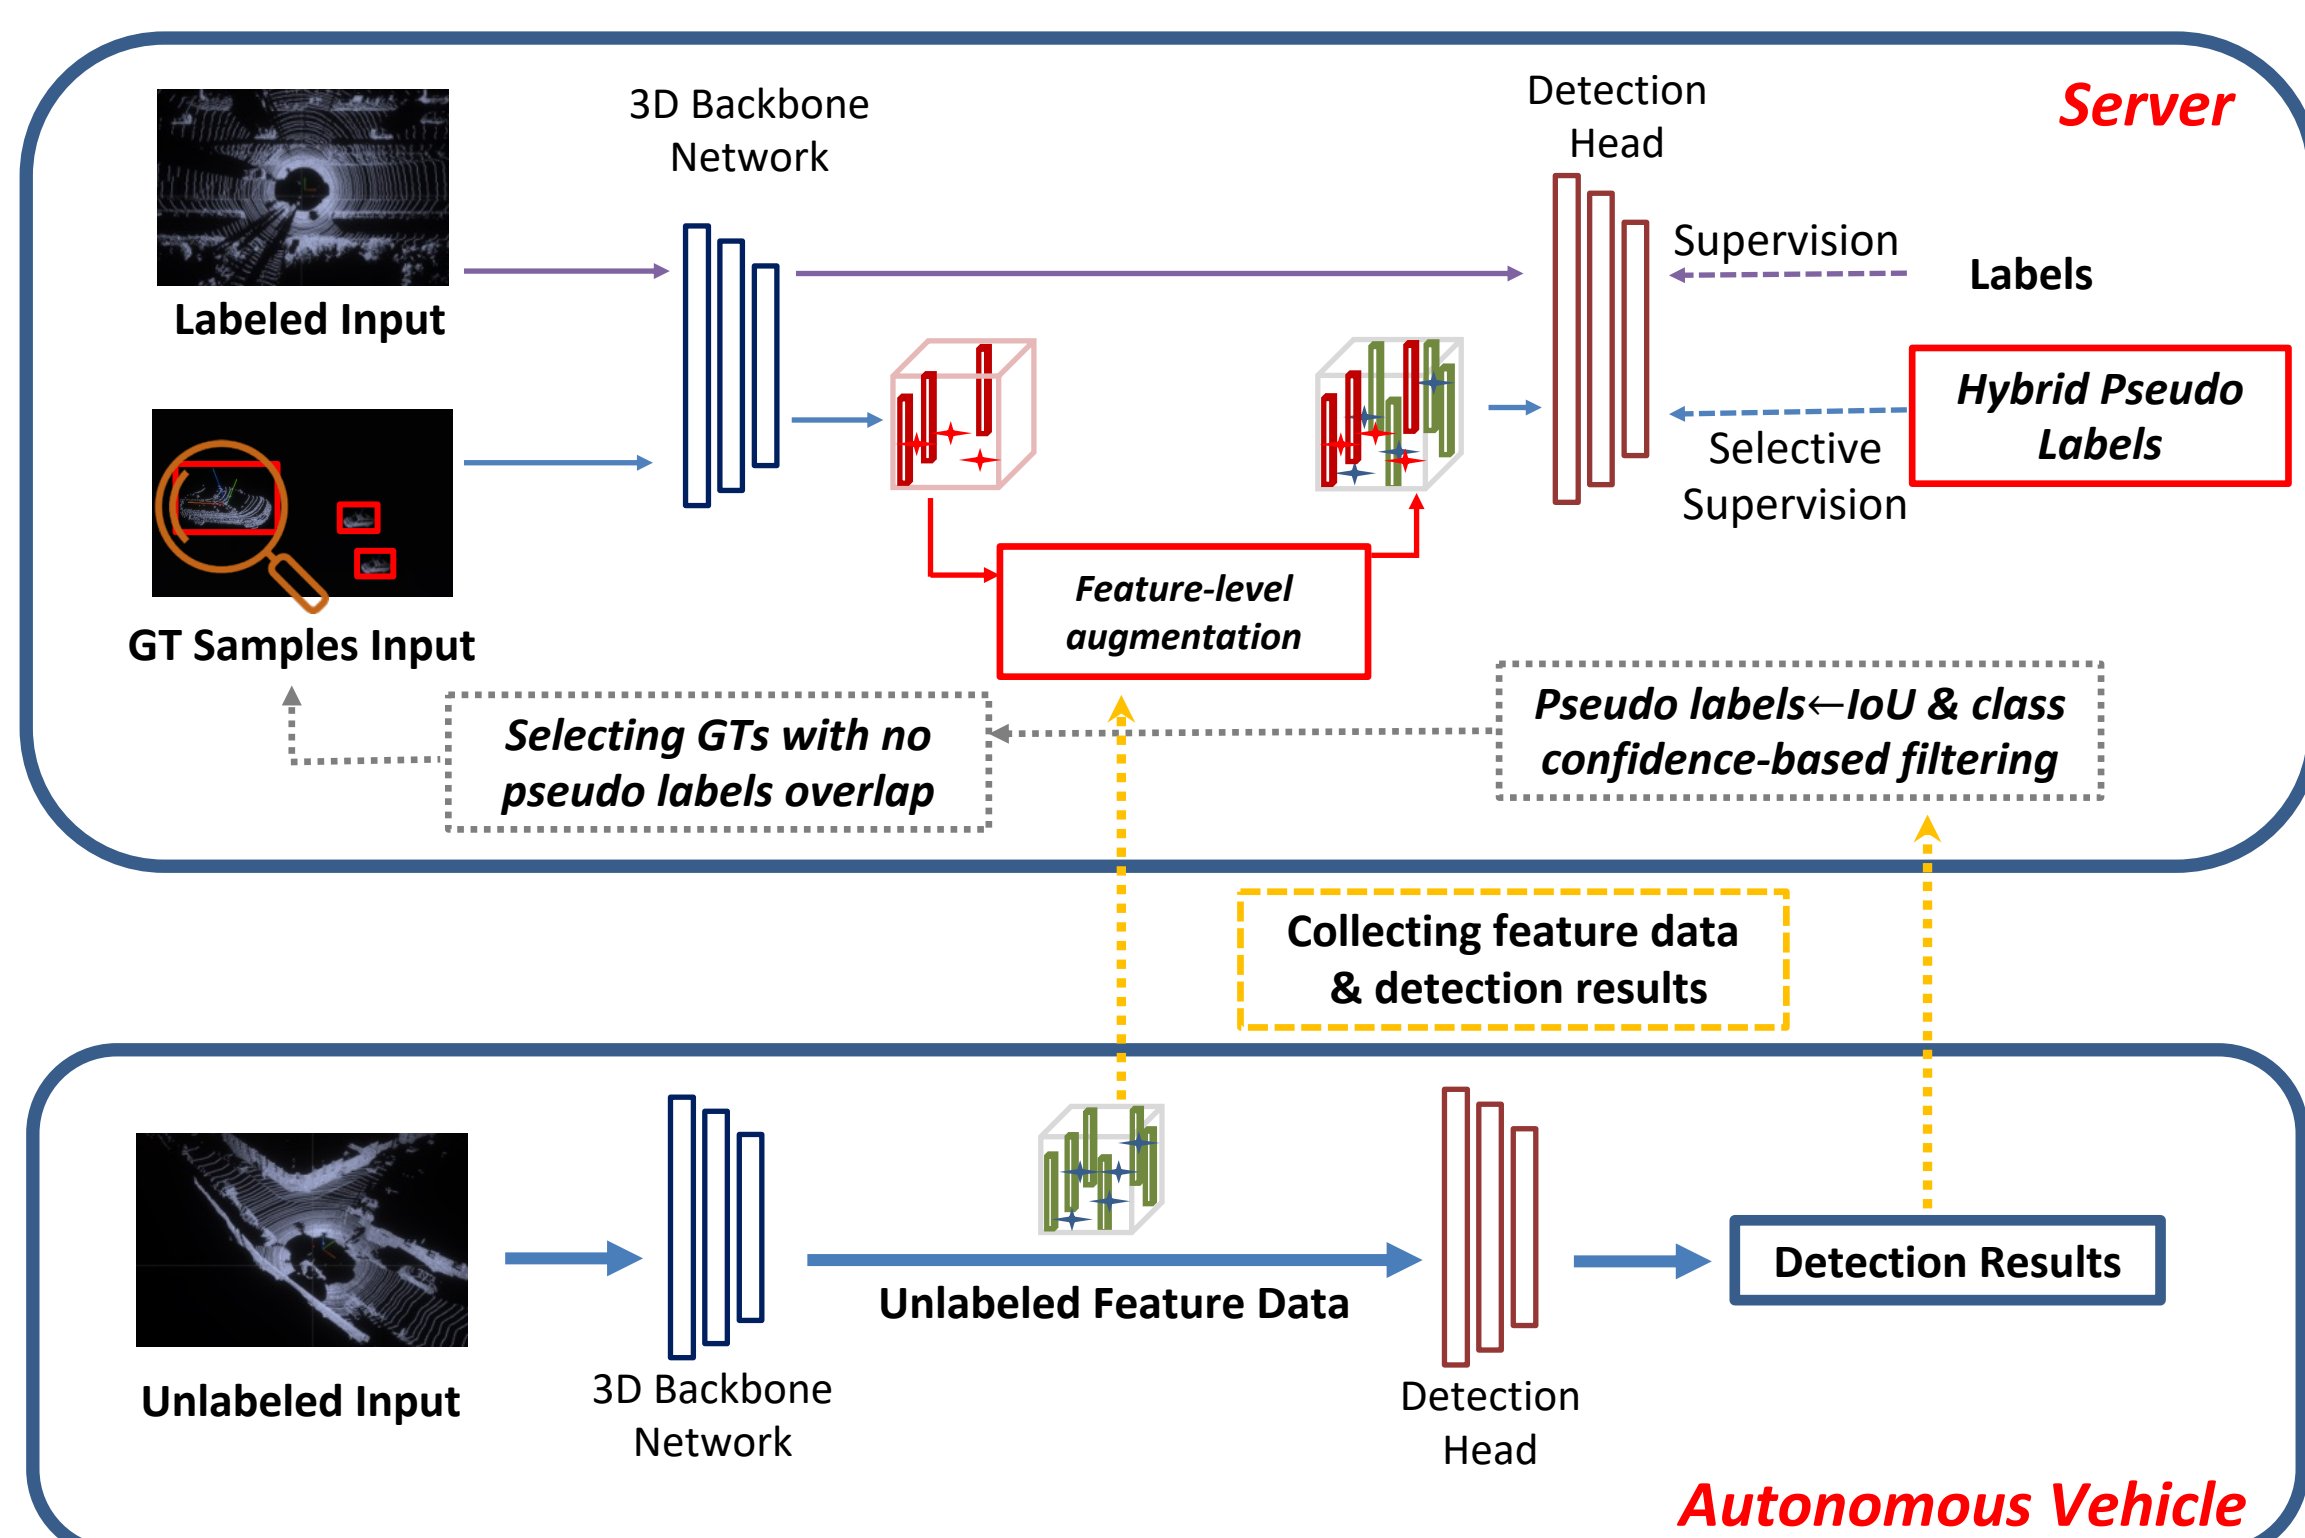 Server
3D Backbone
Network
Detection
Head
Supervision
Labels
Labeled Input
Hybrid Pseudo
Labels
Selective
Supervision
Feature-level
augmentation
GT Samples Input
Selecting GTs with no
pseudo labels overlap
Pseudo labels←IoU & class
confidence-based filtering
Collecting feature data
& detection results
Detection Results
Unlabeled Feature Data
Unlabeled Input
3D Backbone
Network
Detection
Head
Autonomous Vehicle